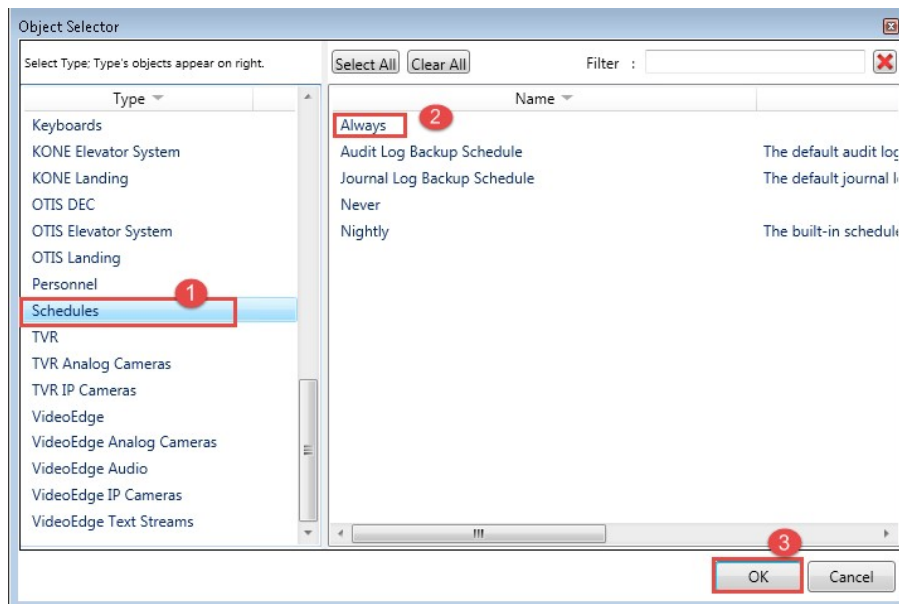 Object Selector
Select Type; Type's objects appear on right.
Select All Clear All Filter :
Type
Name
Keyboards
KONE Elevator System
KONE Landing
OTIS DEC
OTIS Elevator System
OTIS Landing
Personnel
1
Schedules
TVR
TVR Analog Cameras
TVR IP Cameras
VideoEdge
VideoEdge Analog Cameras
VideoEdge Audio
VideoEdge IP Cameras
VideoEdge Text Streams
2
Always
Audit Log Backup Schedule The default audit log
Journal Log Backup Schedule The default journal
Never
Nightly The built-in schedule
3
OK Cancel